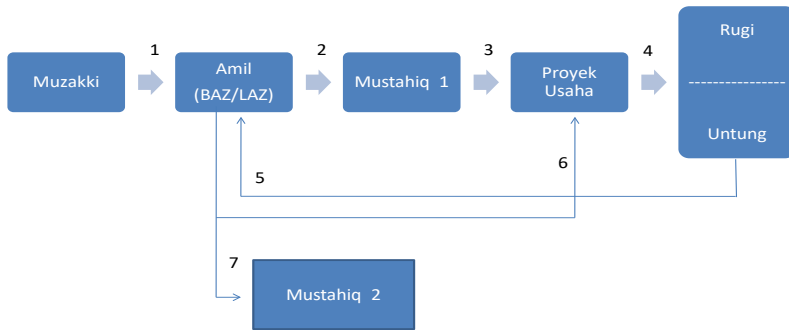 1
2
3
4
Muzakki
Amil
(BAZ/LAZ)
Mustahiq 1
Proyek
Usaha
Rugi
--------------------
Untung
5
6
7
Mustahiq 2